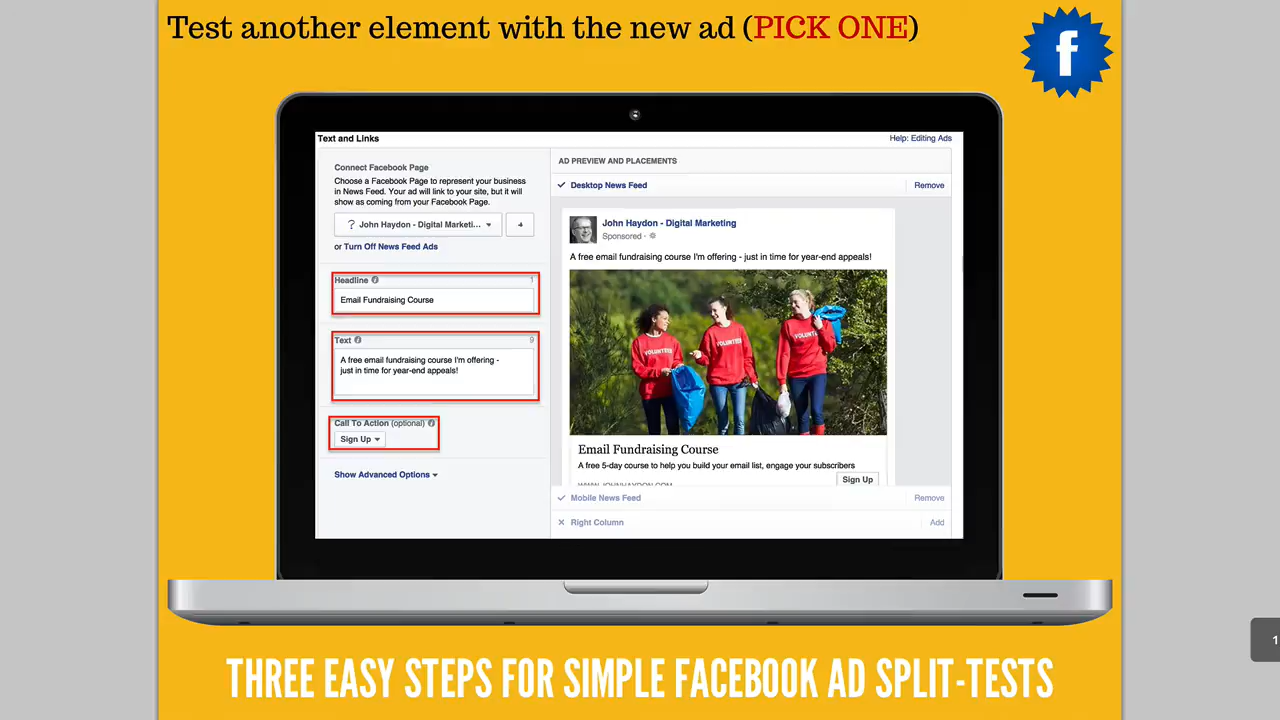 Test another element with the new ad (PICK ONE)
f
Text and Links
Help: Editing Ads
Connect Facebook Page
Choose a Facebook Page to represent your business
in News Feed. Your ad will link to your site, but it will
show as coming from your Facebook Page.
? John Haydon - Digital Marketi...
+
or Turn Off News Feed Ads
Headline
1
Email Fundraising Course
Text
9
A free email fundraising course I'm offering -
just in time for year-end appeals!
Call To Action (optional)
Sign Up
Show Advanced Options
AD PREVIEW AND PLACEMENTS
Desktop News Feed
Remove
John Haydon - Digital Marketing
Sponsored ·
A free email fundraising course I'm offering - just in time for year-end appeals!
VOLUNTEER
VOLUNTEER
VOLUNTEER
Email Fundraising Course
A free 5-day course to help you build your email list, engage your subscribers
WWW.JOHNHAYDON.COM
Sign Up
Mobile News Feed
Remove
Right Column
Add
THREE EASY STEPS FOR SIMPLE FACEBOOK AD SPLIT-TESTS
1